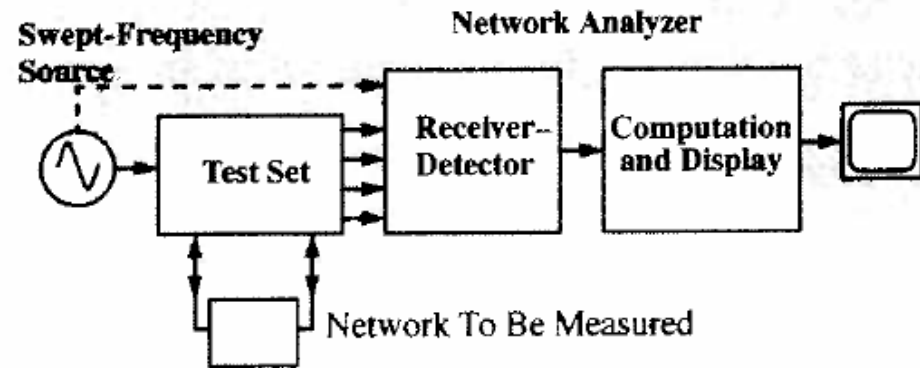 Network Analyzer
Swept-Frequency
Source
Test Set
Receiver-
Detector
Computation
and Display
Network To Be Measured